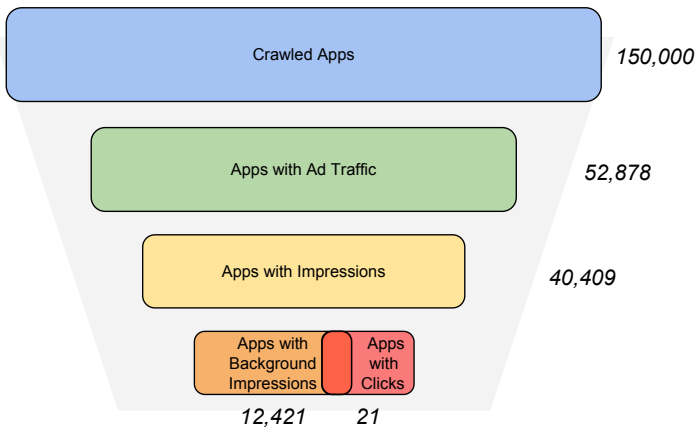 Crawled Apps
150,000
Apps with Ad Traffic
52,878
Apps with Impressions
40,409
Apps with
Background
Impressions
Apps
with
Clicks
12,421
21